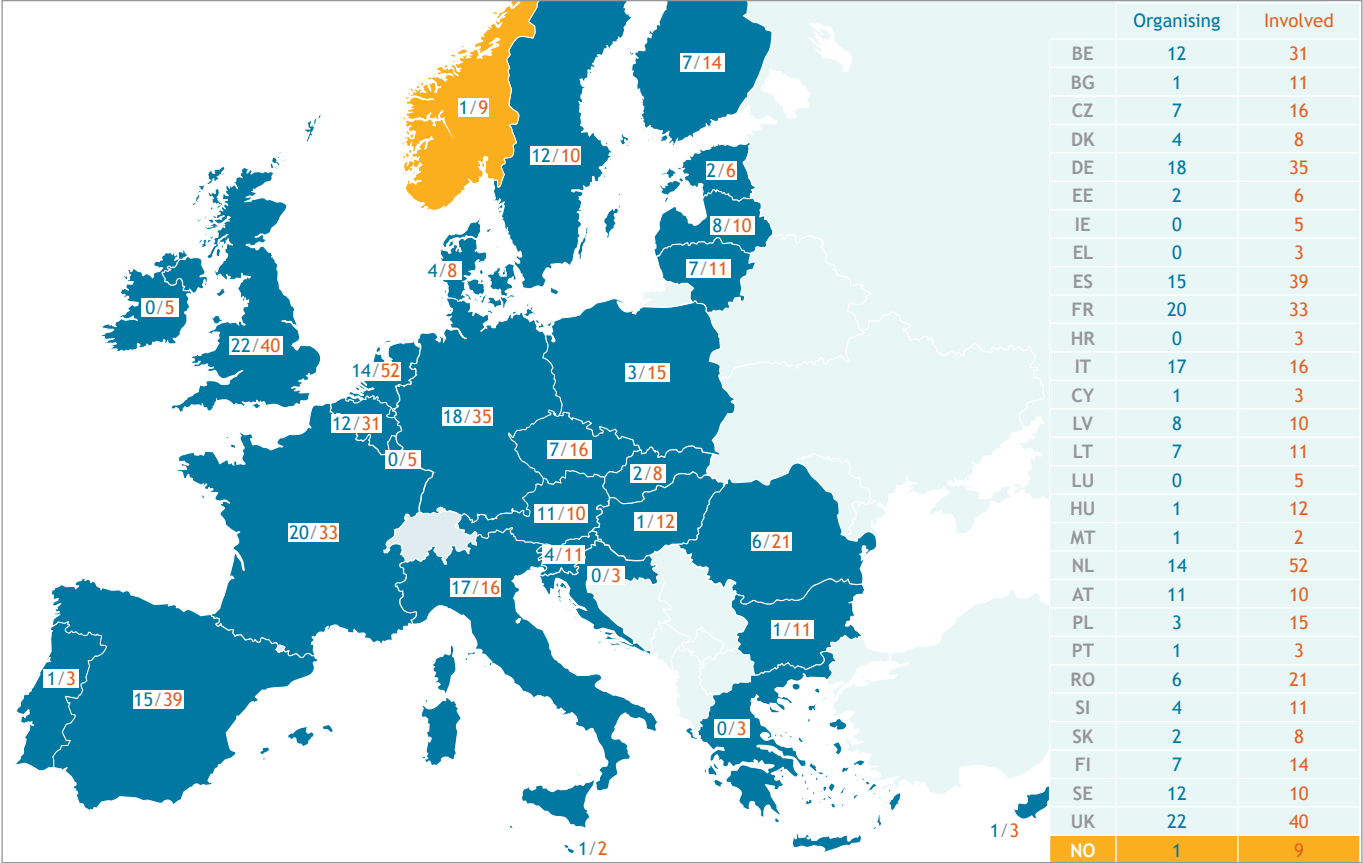 7/14
1/9
12/10
2/6
8/10
4/8
7/11
0/5
22/40
14/52
3/15
18/35
12/31
7/16
0/5
2/8
11/10
1/12
20/33
6/21
4/11
0/3
17/16
1/11
1/3
15/39
0/3
1/3
1/2
Organising Involved
BE 12 31
BG 1 11
CZ 7 16
DK 4 8
DE 18 35
EE 2 6
IE 0 5
EL 0 3
ES 15 39
FR 20 33
HR 0 3
IT 17 16
CY 1 3
LV 8 10
LT 7 11
LU 0 5
HU 1 12
MT 1 2
NL 14 52
AT 11 10
PL 3 15
PT 1 3
RO 6 21
SI 4 11
SK 2 8
FI 7 14
SE 12 10
UK 22 40
NO 1 9